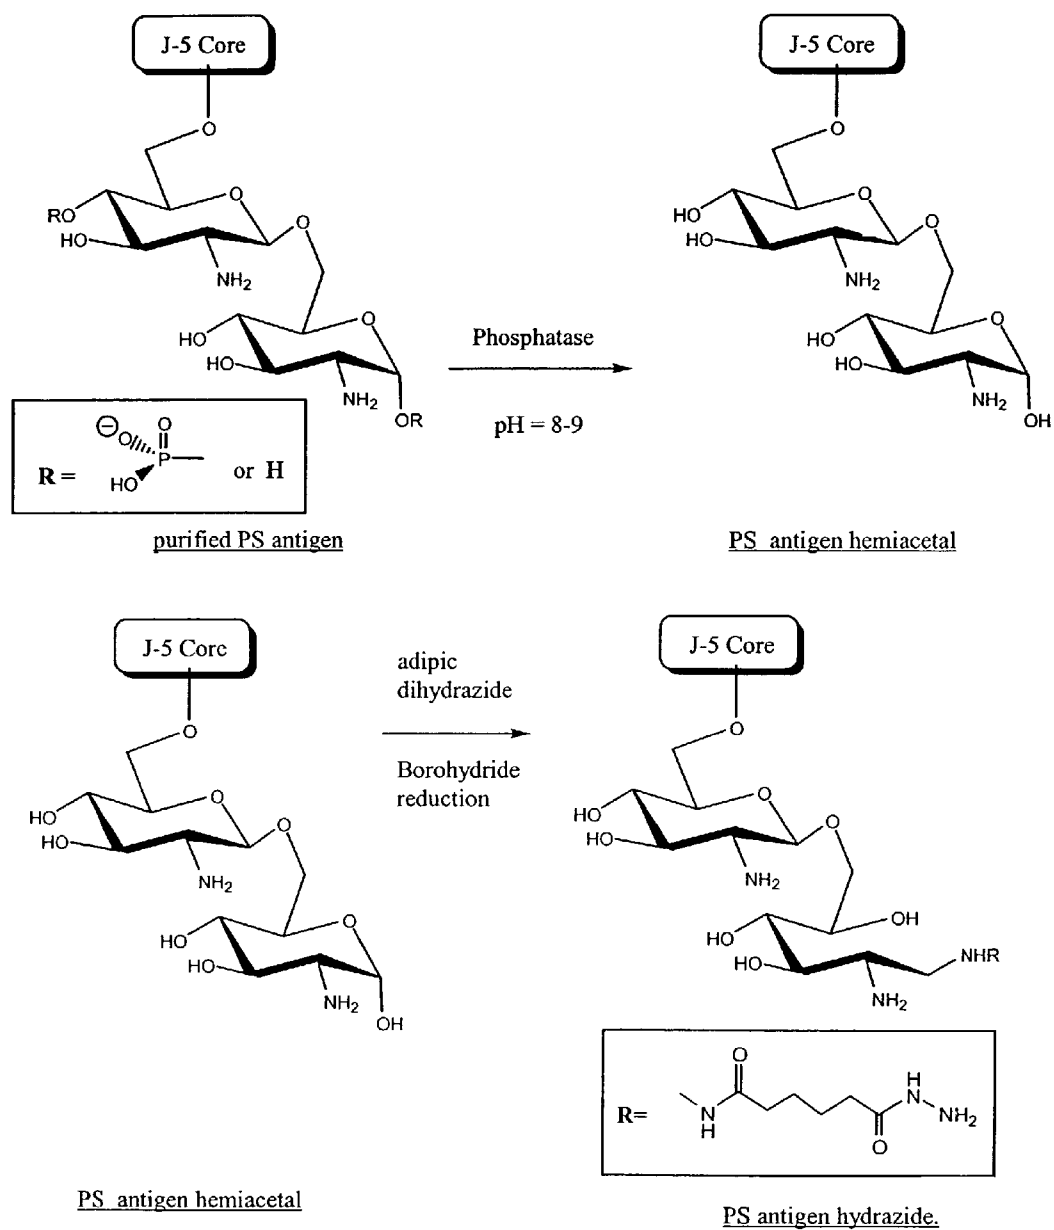 J-5 Core
J-5 Core
O
O
RO
O
O
HO
NH2
HO
O
HO
NH2
OR
HO
O
O
HO
NH2
HO
O
HO
NH2
OH
Phosphatase
pH = 8-9
R =
⊖
O
O
P
HO
or H
purified PS antigen
PS antigen hemiacetal
J-5 Core
J-5 Core
adipic
dihydrazide
Borohydride
reduction
O
HO
O
O
HO
NH2
HO
O
HO
NH2
OH
O
HO
O
O
HO
NH2
HO
OH
HO
NHR
NH2
R=
O
N
H
H
N
NH2
O
PS antigen hemiacetal
PS antigen hydrazide.